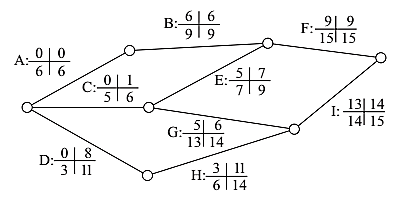 B: 6 | 6
9 | 9
F: 9 | 9
15 | 15
A: 0 | 0
6 | 6
C: 0 | 1
5 | 6
E: 5 | 7
7 | 9
I: 13 | 14
14 | 15
G: 5 | 6
13 | 14
D: 0 | 8
3 | 11
H: 3 | 11
6 | 14